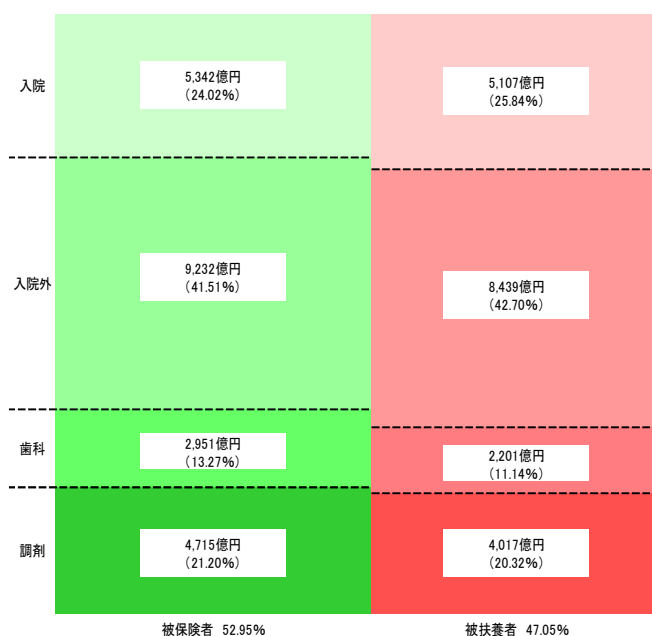 入院
5,342億円
（24.02％）
5,107億円
（25.84％）
入院外
9,232億円
（41.51％）
8,439億円
（42.70％）
歯科
2,951億円
（13.27％）
2,201億円
（11.14％）
調剤
4,715億円
（21.20％）
4,017億円
（20.32％）
被保険者 52.95％
被扶養者 47.05％